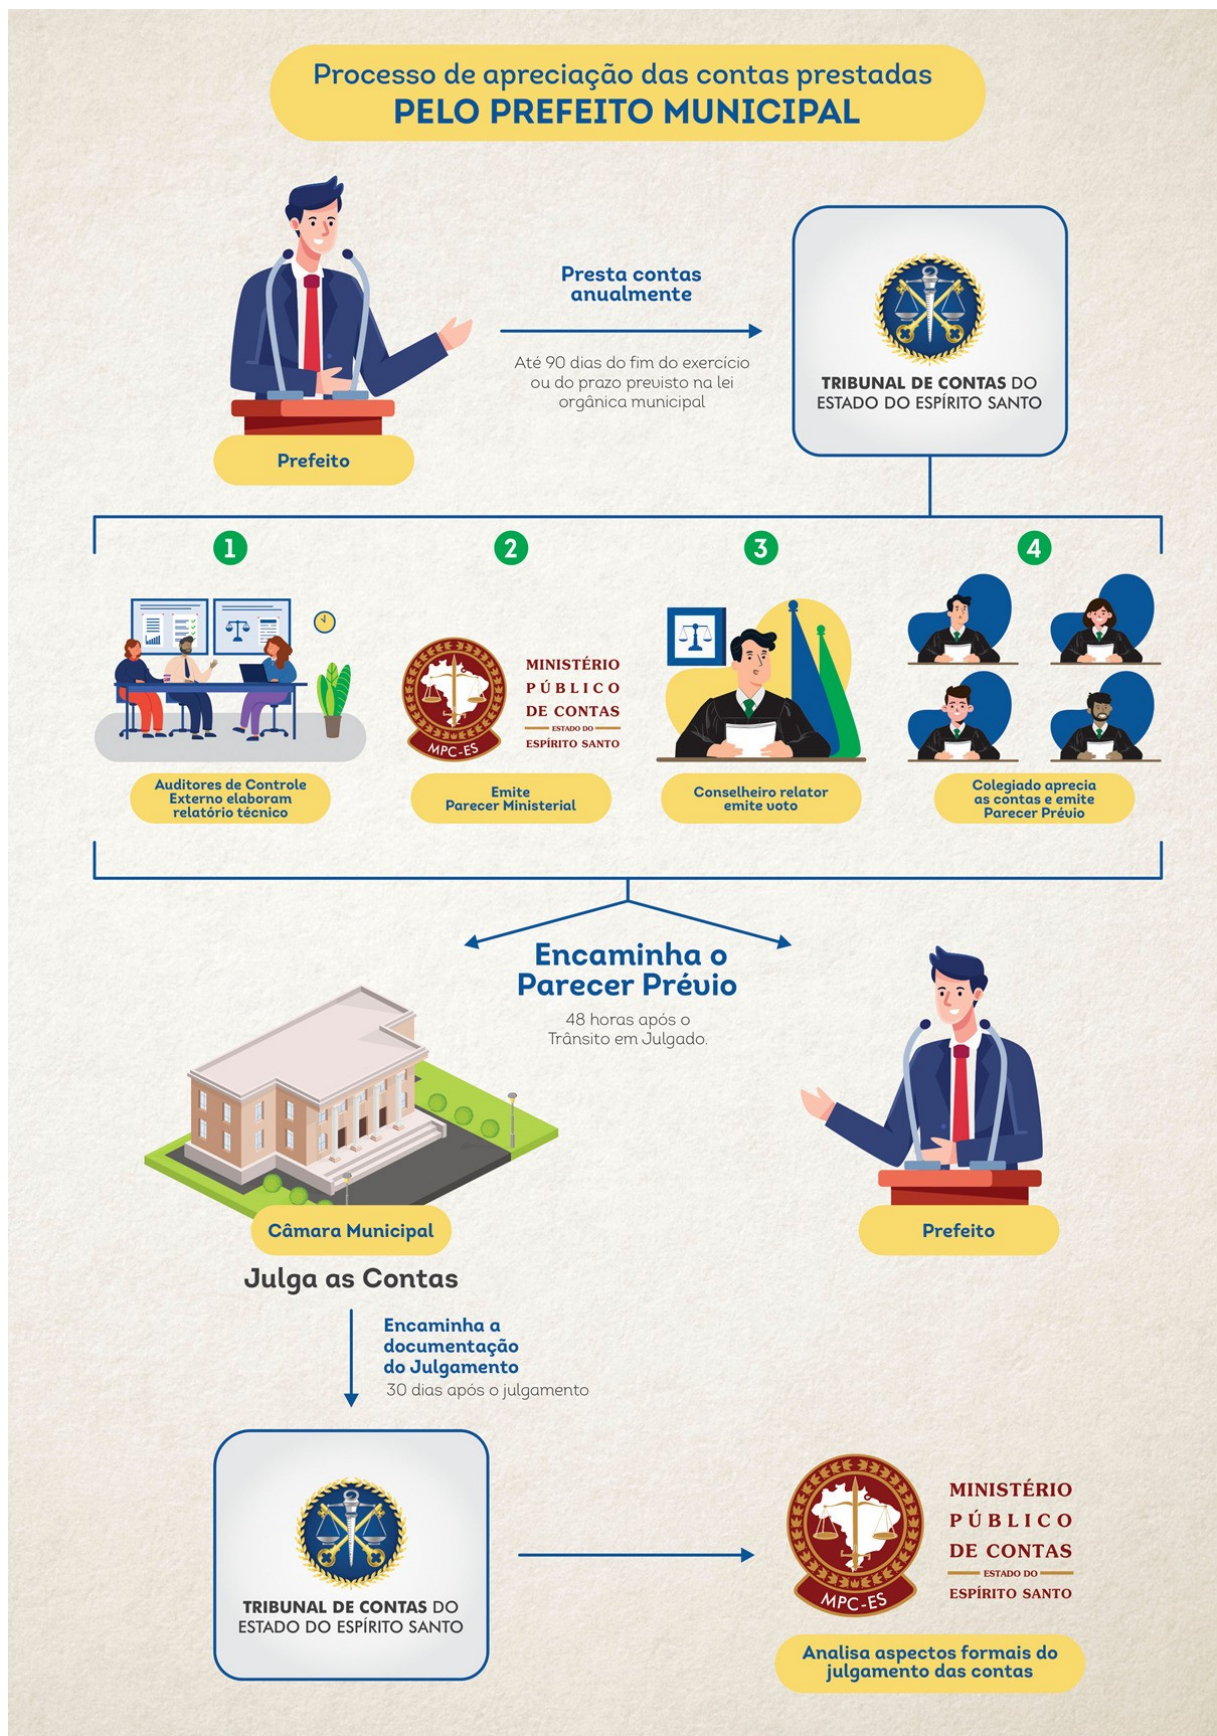 Processo de apreciação das contas prestadas
PELO PREFEITO MUNICIPAL
Presta contas
anualmente
Até 90 dias do fim do exercício
ou do prazo previsto na lei
orgânica municipal
TRIBUNAL DE CONTAS DO
ESTADO DO ESPÍRITO SANTO
Prefeito
1
2
3
4
MINISTÉRIO
PÚBLICO
DE CONTAS
ESTADO DO
ESPÍRITO SANTO
MPC-ES
Auditores de Controle
Externo elaboram
relatório técnico
Emite
Parecer Ministerial
Conselheiro relator
emite voto
Colegiado aprecia
as contas e emite
Parecer Prévio
Encaminha o
Parecer Prévio
48 horas após o
Trânsito em Julgado.
Câmara Municipal
Prefeito
Julga as Contas
Encaminha a
documentação
do Julgamento
30 dias após o julgamento
TRIBUNAL DE CONTAS DO
ESTADO DO ESPÍRITO SANTO
MINISTÉRIO
PÚBLICO
DE CONTAS
ESTADO DO
ESPÍRITO SANTO
MPC-ES
Analisa aspectos formais do
julgamento das contas